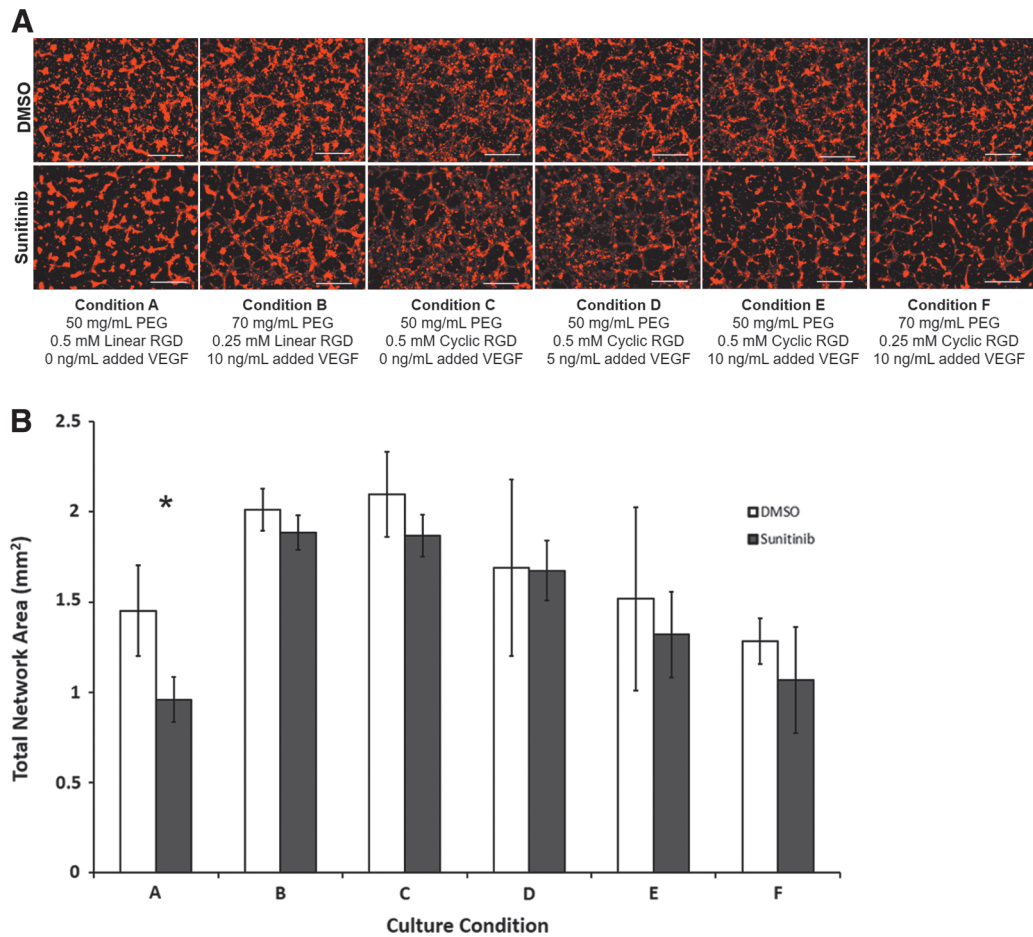 A
DMSO
Sunitinib
Condition A
50 mg/mL PEG
0.5 mM Linear RGD
0 ng/mL added VEGF
Condition B
70 mg/mL PEG
0.25 mM Linear RGD
10 ng/mL added VEGF
Condition C
50 mg/mL PEG
0.5 mM Cyclic RGD
0 ng/mL added VEGF
Condition D
50 mg/mL PEG
0.5 mM Cyclic RGD
5 ng/mL added VEGF
Condition E
50 mg/mL PEG
0.5 mM Cyclic RGD
10 ng/mL added VEGF
Condition F
70 mg/mL PEG
0.25 mM Cyclic RGD
10 ng/mL added VEGF
B
Total Network Area (mm²)
2.5
2
1.5
1
0.5
0
*
DMSO
Sunitinib
A B C D E F
Culture Condition